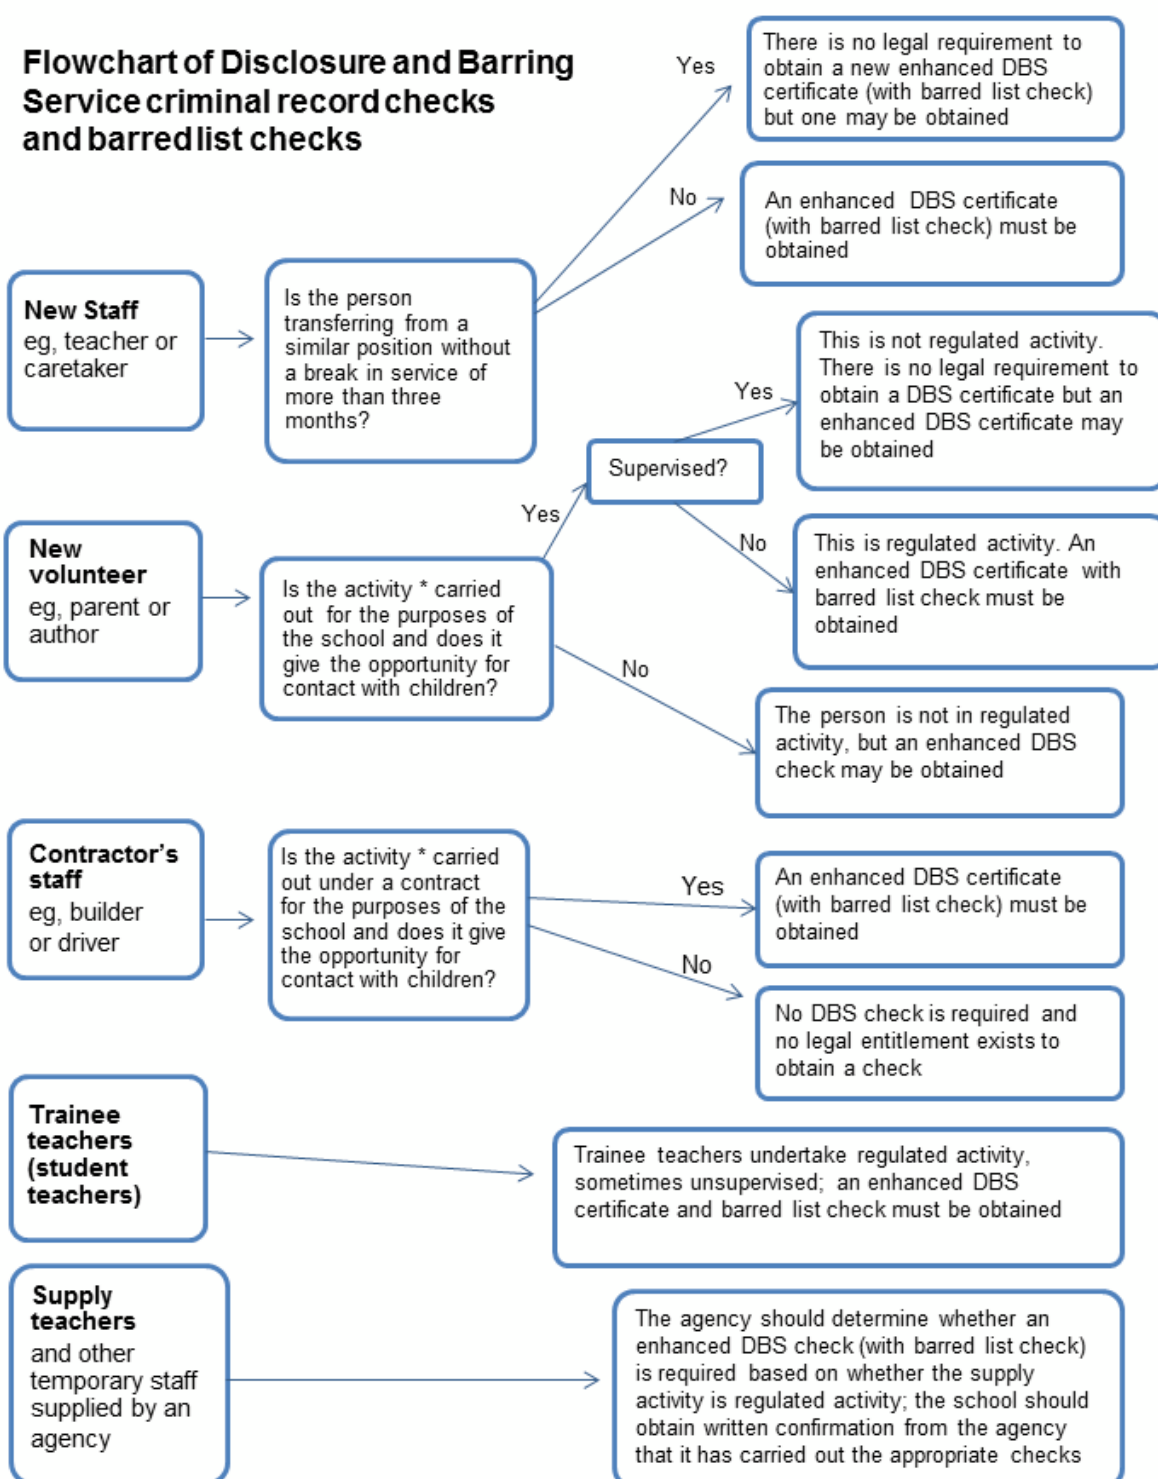 Flowchart of Disclosure and Barring
Service criminal record checks
and barred list checks
New Staff
eg, teacher or
caretaker
Is the person
transferring from a
similar position without
a break in service of
more than three
months?
Yes
There is no legal requirement to
obtain a new enhanced DBS
certificate (with barred list check)
but one may be obtained
No
An enhanced DBS certificate
(with barred list check) must be
obtained
New
volunteer
eg, parent or
author
Is the activity * carried
out for the purposes of
the school and does it
give the opportunity for
contact with children?
Yes
Supervised?
Yes
This is not regulated activity.
There is no legal requirement to
obtain a DBS certificate but an
enhanced DBS certificate may
be obtained
No
This is regulated activity. An
enhanced DBS certificate with
barred list check must be
obtained
No
The person is not in regulated
activity, but an enhanced DBS
check may be obtained
Contractor's
staff
eg, builder
or driver
Is the activity * carried
out under a contract
for the purposes of the
school and does it give
the opportunity for
contact with children?
Yes
An enhanced DBS certificate
(with barred list check) must be
obtained
No
No DBS check is required and
no legal entitlement exists to
obtain a check
Trainee
teachers
(student
teachers)
Trainee teachers undertake regulated activity,
sometimes unsupervised; an enhanced DBS
certificate and barred list check must be obtained
Supply
teachers
and other
temporary staff
supplied by an
agency
The agency should determine whether an
enhanced DBS check (with barred list check)
is required based on whether the supply
activity is regulated activity; the school should
obtain written confirmation from the agency
that it has carried out the appropriate checks